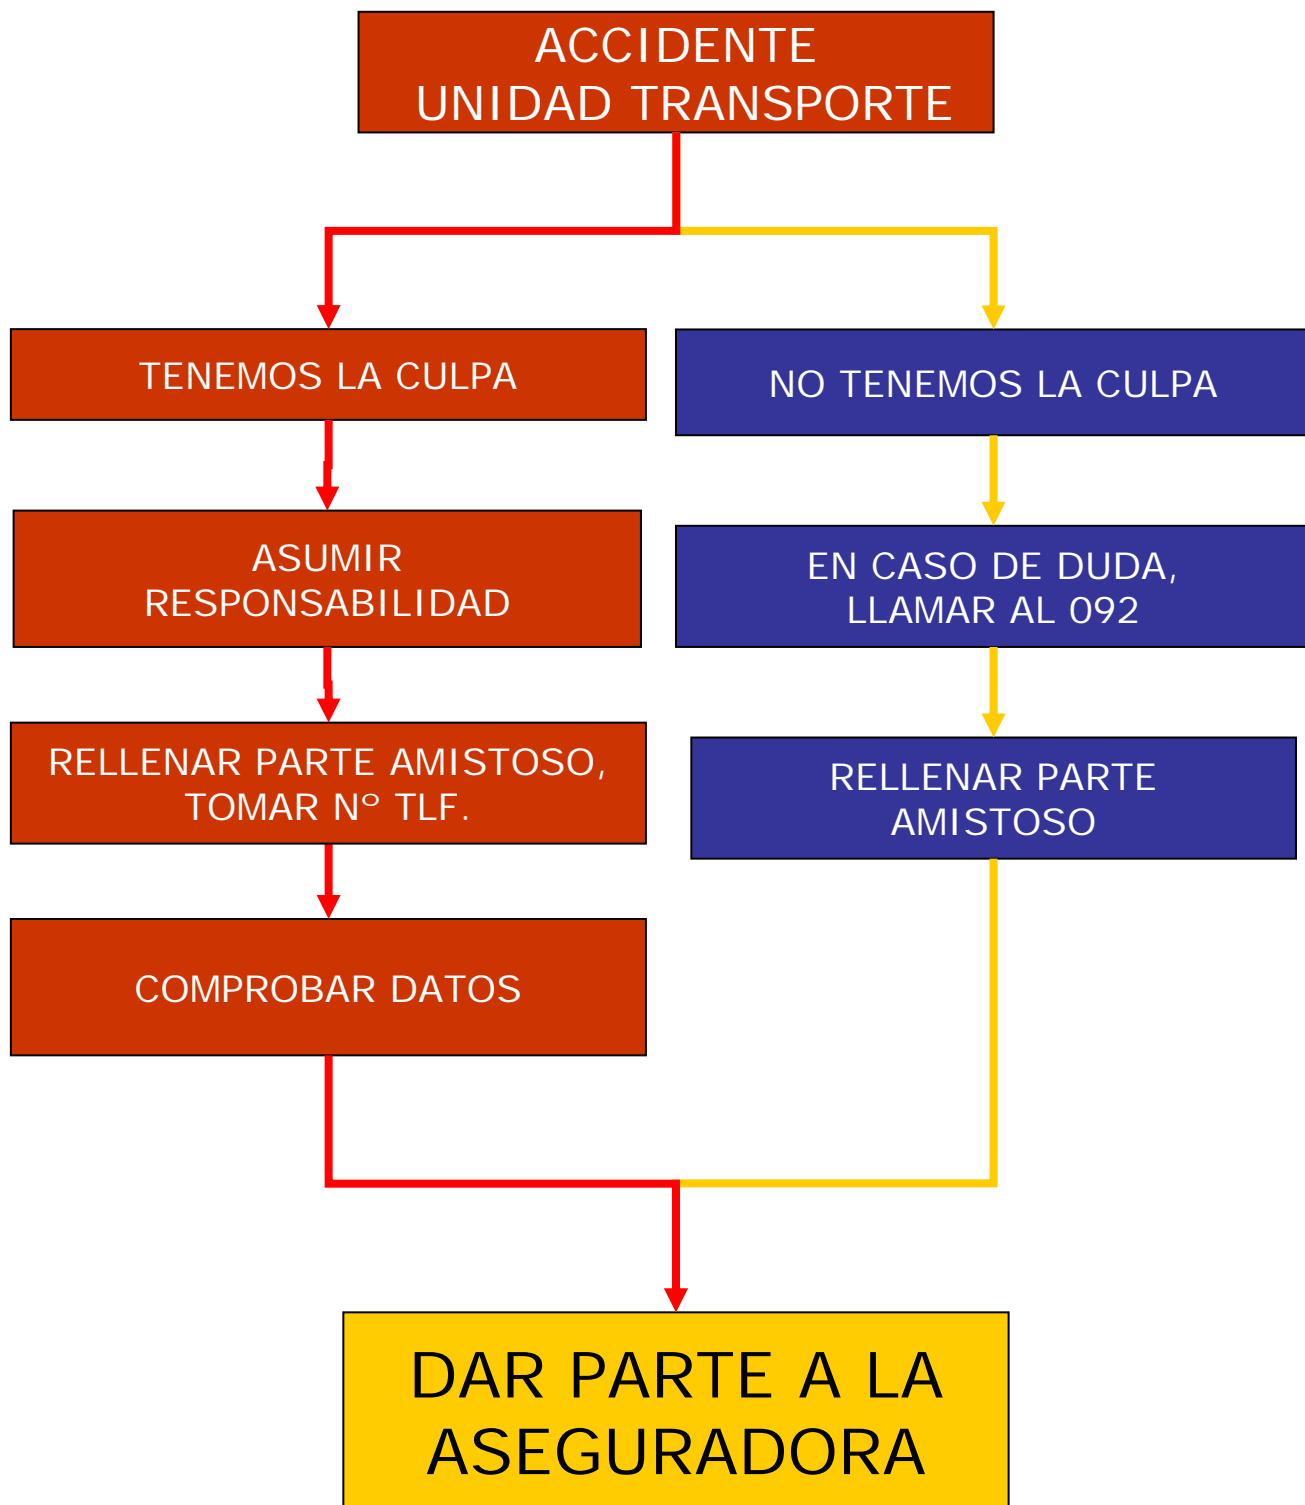 ACCIDENTE
UNIDAD TRANSPORTE
TENEMOS LA CULPA
NO TENEMOS LA CULPA
ASUMIR
RESPONSABILIDAD
EN CASO DE DUDA,
LLAMAR AL 092
RELLENAR PARTE AMISTOSO,
TOMAR Nº TLF.
RELLENAR PARTE
AMISTOSO
COMPROBAR DATOS
DAR PARTE A LA
ASEGURADORA